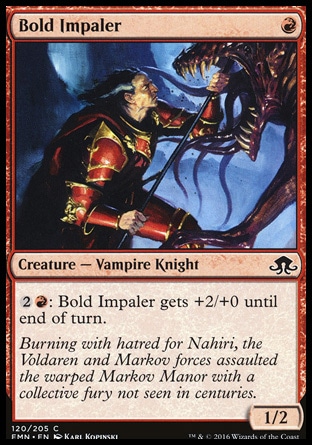 Bold Impaler
Creature — Vampire Knight
2 R: Bold Impaler gets +2/+0 until
end of turn.
Burning with hatred for Nahiri, the
Voldaren and Markov forces assaulted
the warped Markov Manor with a
collective fury not seen in centuries.
1/2
120/205 C
EMN • EN Karl Kopinski
™ & © 2016 Wizards of the Coast